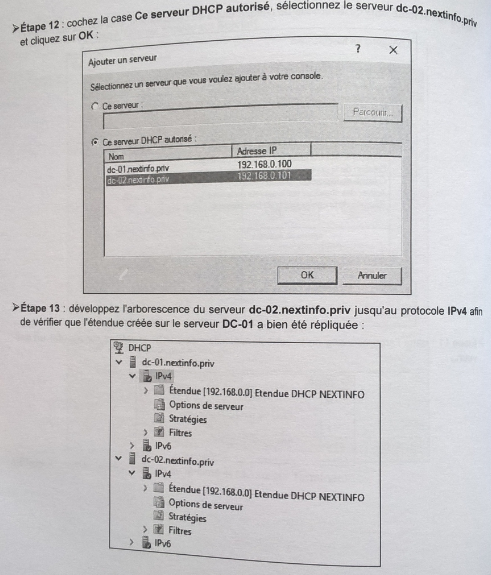 ➢Étape 12 : cochez la case Ce serveur DHCP autorisé, sélectionnez le serveur dc-02.nextinfo.priv
et cliquez sur OK :
Ajouter un serveur
? X
Sélectionnez un serveur que vous voulez ajouter à votre console.
Ce serveur :
Parcourir...
Ce serveur DHCP autorisé :
Nom Adresse IP
dc-01.nextinfo.priv 192.168.0.100
dc-02.nextinfo.priv 192.168.0.101
OK Annuler
➢Étape 13 : développez l'arborescence du serveur dc-02.nextinfo.priv jusqu'au protocole IPv4 afin
de vérifier que l'étendue créée sur le serveur DC-01 a bien été répliquée :
DHCP
dc-01.nextinfo.priv
IPv4
Étendue [192.168.0.0] Etendue DHCP NEXTINFO
Options de serveur
Stratégies
Filtres
IPv6
dc-02.nextinfo.priv
IPv4
Étendue [192.168.0.0] Etendue DHCP NEXTINFO
Options de serveur
Stratégies
Filtres
IPv6